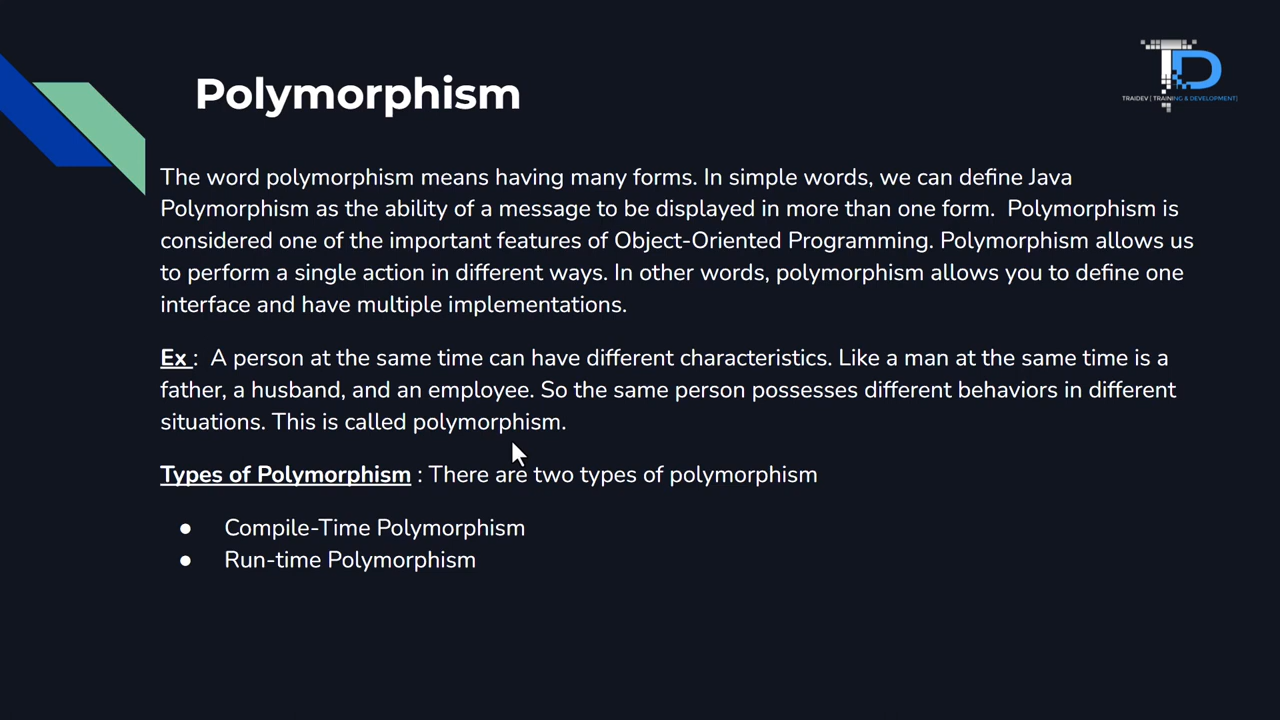 Polymorphism
TRAIDEV [ TRAINING & DEVELOPMENT]
The word polymorphism means having many forms. In simple words, we can define Java
Polymorphism as the ability of a message to be displayed in more than one form.  Polymorphism is
considered one of the important features of Object-Oriented Programming. Polymorphism allows us
to perform a single action in different ways. In other words, polymorphism allows you to define one
interface and have multiple implementations.
Ex :  A person at the same time can have different characteristics. Like a man at the same time is a
father, a husband, and an employee. So the same person possesses different behaviors in different
situations. This is called polymorphism.
Types of Polymorphism : There are two types of polymorphism
● Compile-Time Polymorphism
● Run-time Polymorphism